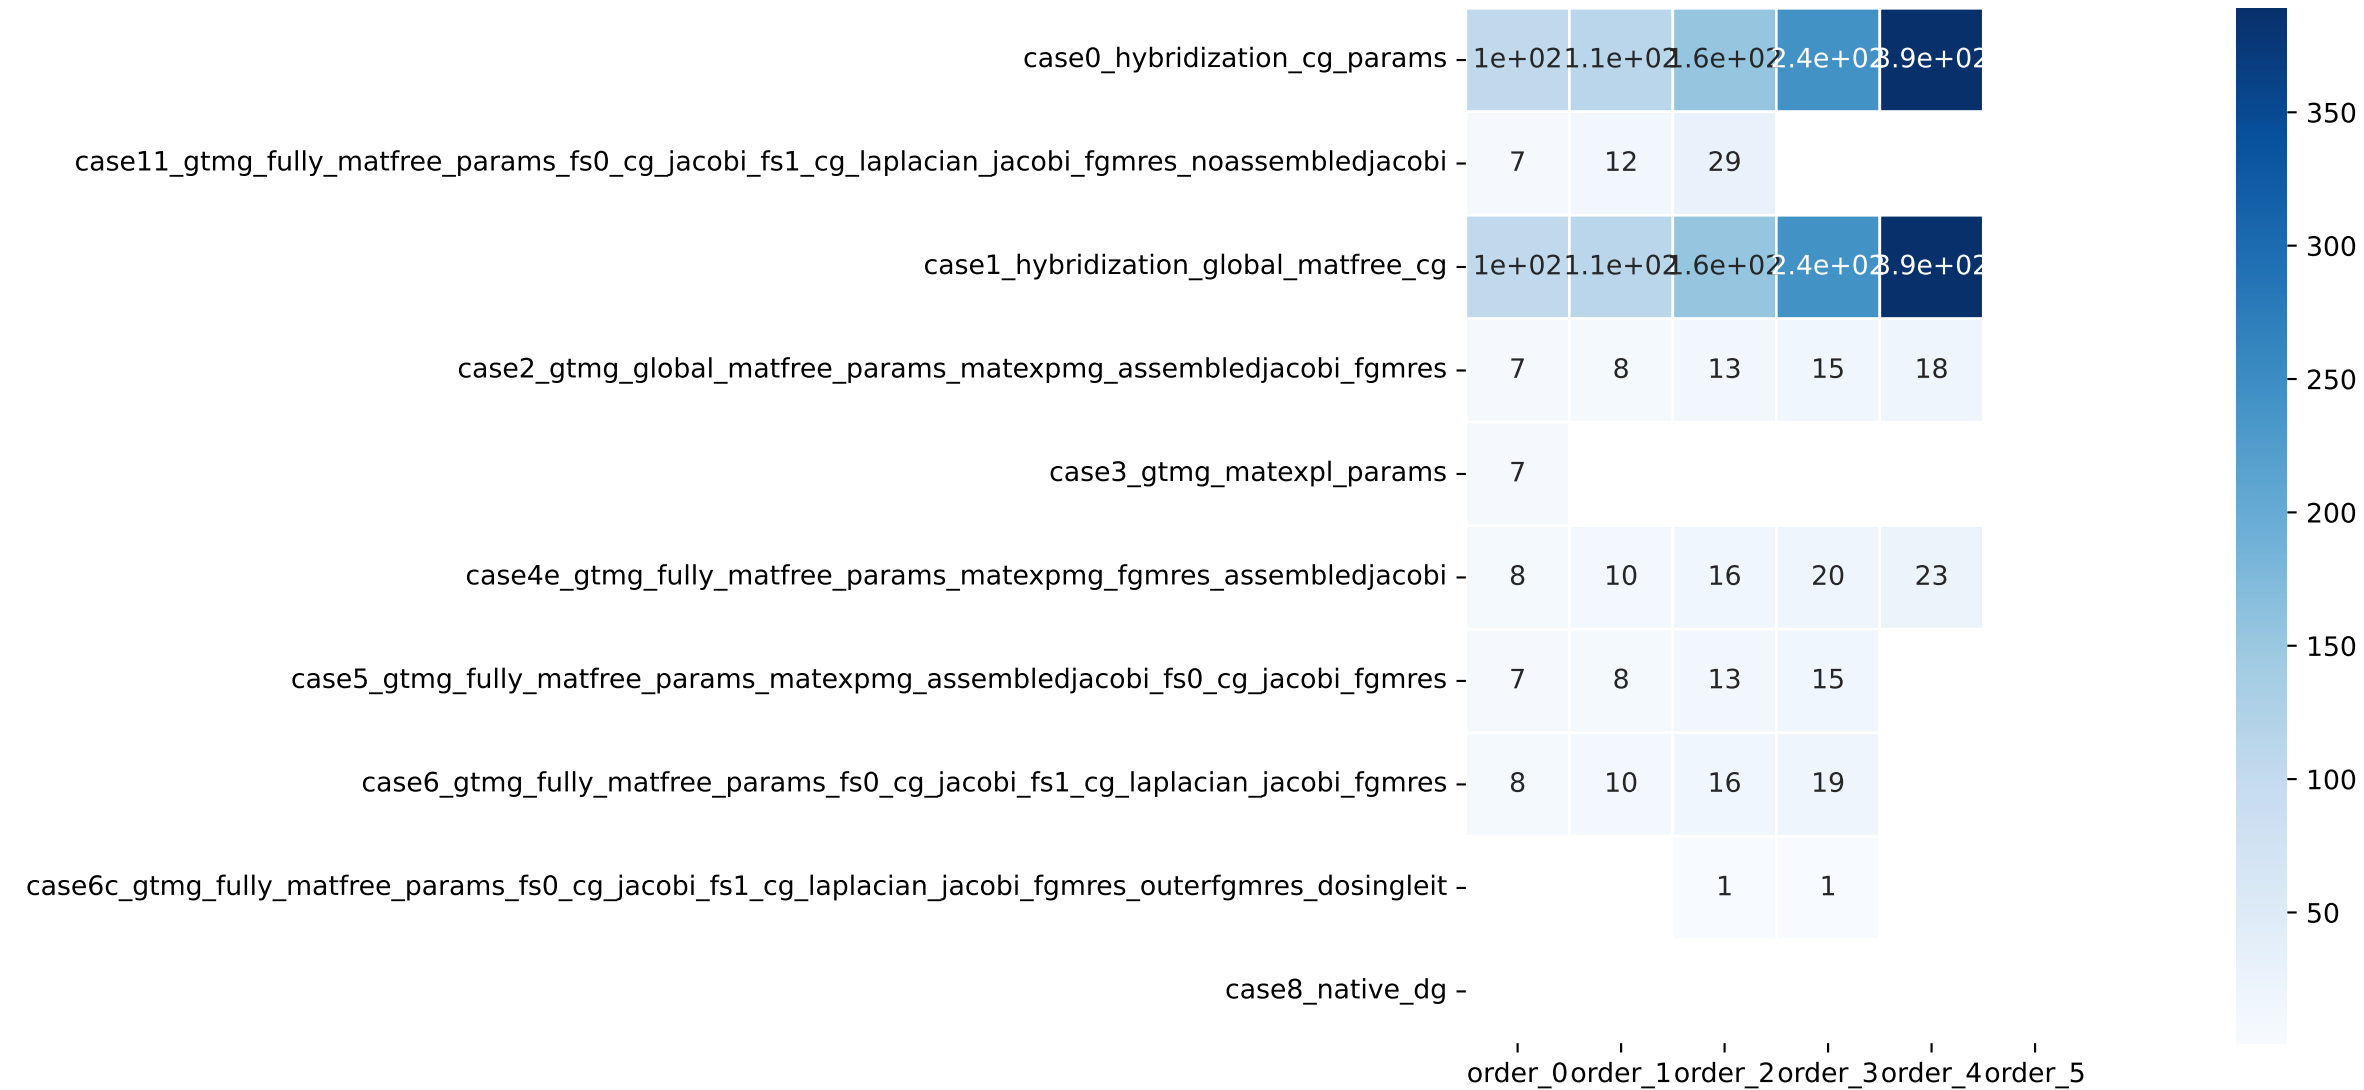 case0_hybridization_cg_params 1e+02 1.1e+02 1.6e+02 2.4e+02 3.9e+02
case11_gtmg_fully_matfree_params_fs0_cg_jacobi_fs1_cg_laplacian_jacobi_fgmres_noassembledjacobi 7 12 29
case1_hybridization_global_matfree_cg 1e+02 1.1e+02 1.6e+02 2.4e+02 3.9e+02
case2_gtmg_global_matfree_params_matexpmg_assembledjacobi_fgmres 7 8 13 15 18
case3_gtmg_matexpl_params 7
case4e_gtmg_fully_matfree_params_matexpmg_fgmres_assembledjacobi 8 10 16 20 23
case5_gtmg_fully_matfree_params_matexpmg_assembledjacobi_fs0_cg_jacobi_fgmres 7 8 13 15
case6_gtmg_fully_matfree_params_fs0_cg_jacobi_fs1_cg_laplacian_jacobi_fgmres 8 10 16 19
case6c_gtmg_fully_matfree_params_fs0_cg_jacobi_fs1_cg_laplacian_jacobi_fgmres_outerfgmres_dosingleit 1 1
case8_native_dg
order_0 order_1 order_2 order_3 order_4 order_5
350
300
250
200
150
100
50